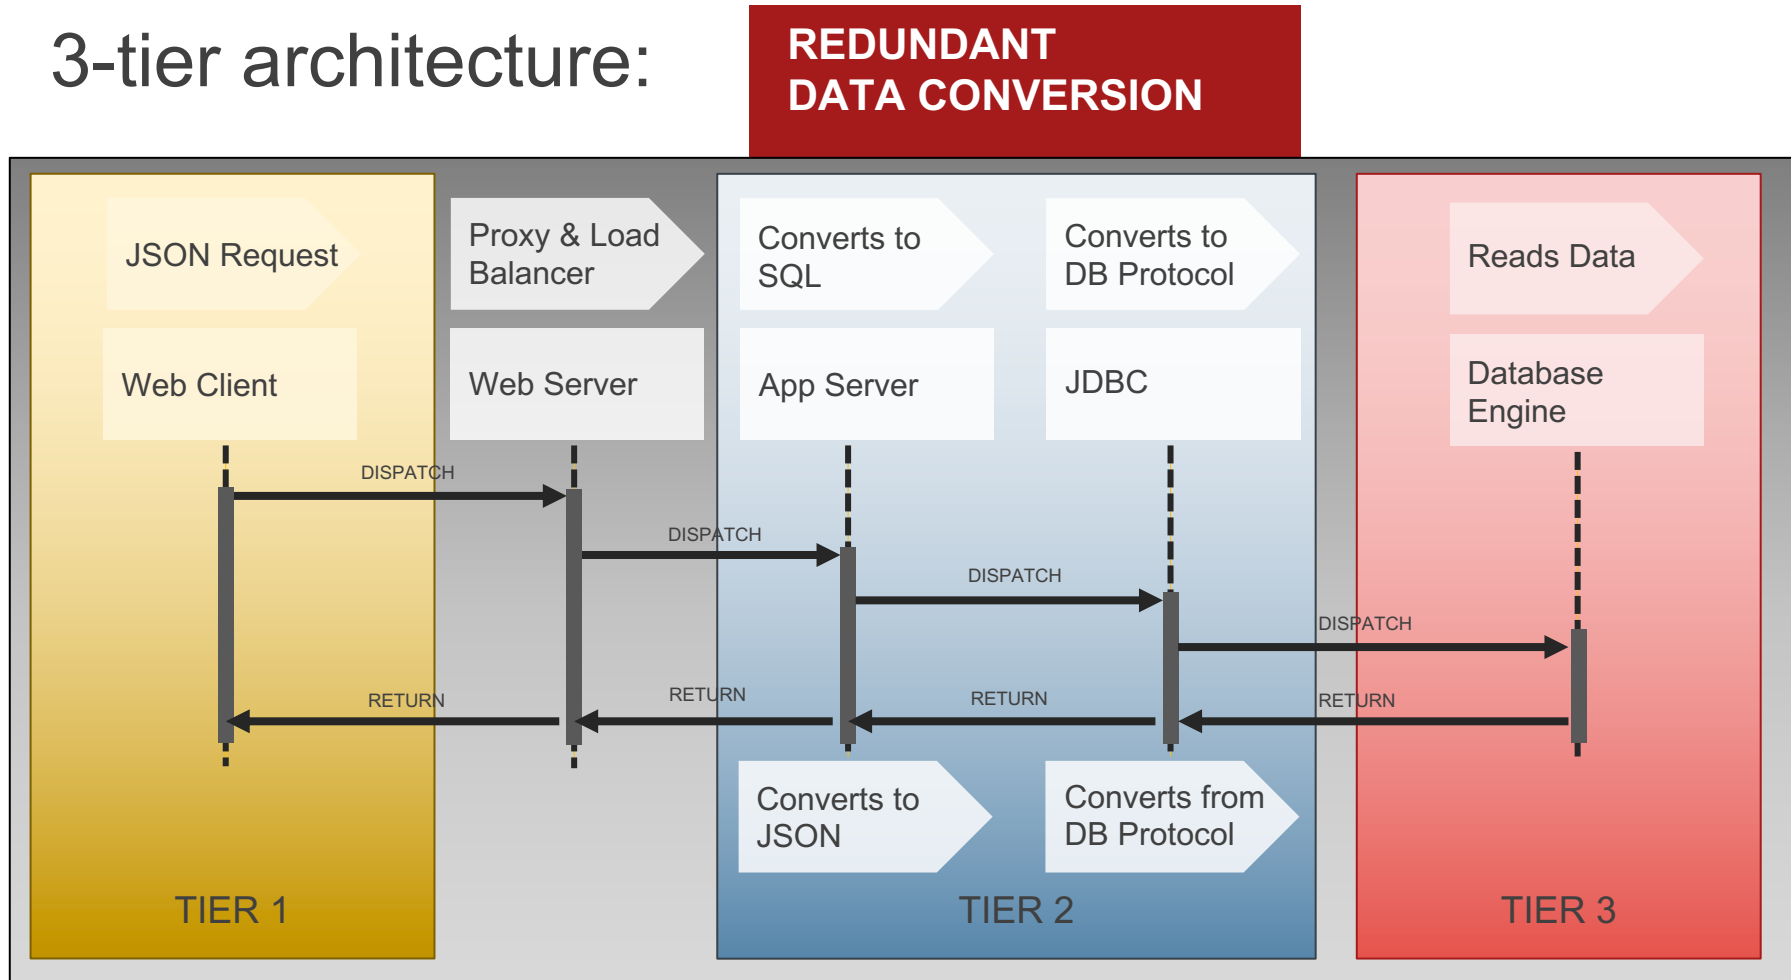 3-tier architecture:
REDUNDANT
DATA CONVERSION
JSON Request
Proxy & Load
Balancer
Converts to
SQL
Converts to
DB Protocol
Reads Data
Web Client
Web Server
App Server
JDBC
Database
Engine
DISPATCH
DISPATCH
DISPATCH
DISPATCH
RETURN
RETURN
RETURN
RETURN
Converts to
JSON
Converts from
DB Protocol
TIER 1
TIER 2
TIER 3